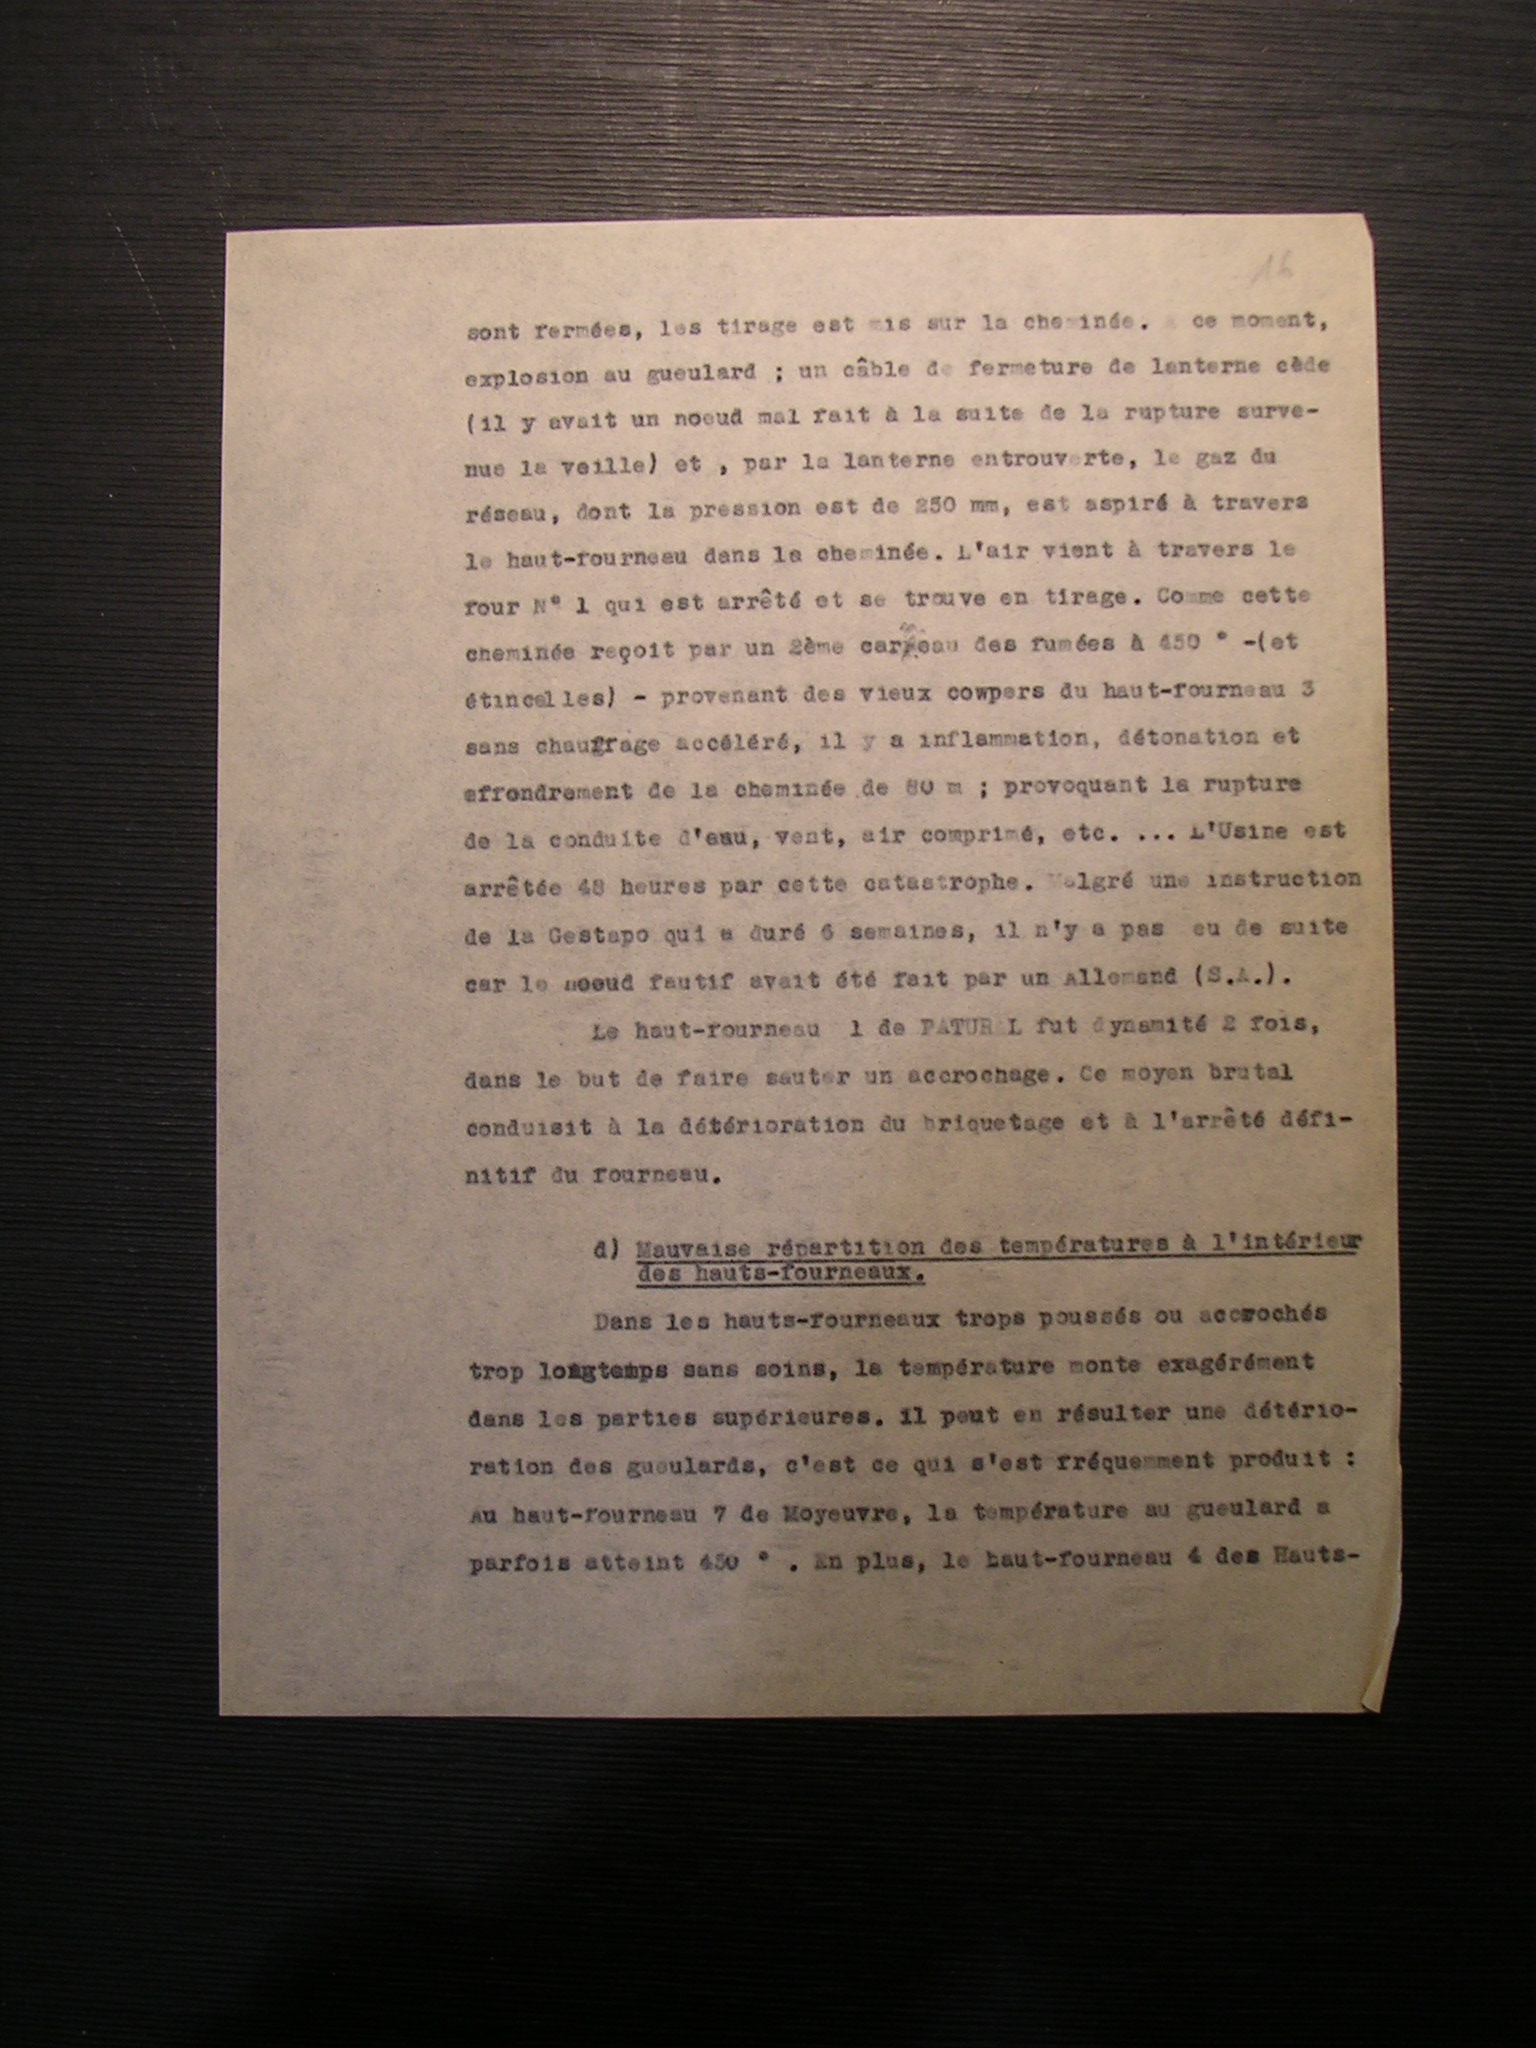 16
sont fermées, les tirage est mis sur la cheminée. A ce moment,
explosion au gueulard ; un câble de fermeture de lanterne cède
(il y avait un noeud mal fait à la suite de la rupture surve-
nue la veille) et , par la lanterne entrouverte, le gaz du
réseau, dont la pression est de 250 mm, est aspiré à travers
le haut-fourneau dans la cheminée. L'air vient à travers le
four N° 1 qui est arrêté et se trouve en tirage. Comme cette
cheminée reçoit par un 2ème carneau des fumées à 450 ° -(et
étincelles) - provenant des vieux cowpers du haut-fourneau 3
sans chauffage accéléré, il y a inflammation, détonation et
effondrement de la cheminée de 80 m ; provoquant la rupture
de la conduite d'eau, vent, air comprimé, etc. ... L'Usine est
arrêtée 48 heures par cette catastrophe. Malgré une instruction
de la Gestapo qui a duré 6 semaines, il n'y a pas eu de suite
car le noeud fautif avait été fait par un Allemand (S.A.).
Le haut-fourneau 1 de PATURAL fut dynamité 2 fois,
dans le but de faire sauter un accrochage. Ce moyen brutal
conduisit à la détérioration du briquetage et à l'arrêté défi-
nitif du fourneau.
d) Mauvaise répartition des températures à l'intérieur
des hauts-fourneaux.
Dans les hauts-fourneaux trops poussés ou accrochés
trop longtemps sans soins, la température monte exagérément
dans les parties supérieures. Il peut en résulter une détério-
ration des gueulards, c'est ce qui s'est fréquemment produit :
Au haut-fourneau 7 de Moyeuvre, la température au gueulard a
parfois atteint 450 ° . En plus, le haut-fourneau 4 des Hauts-